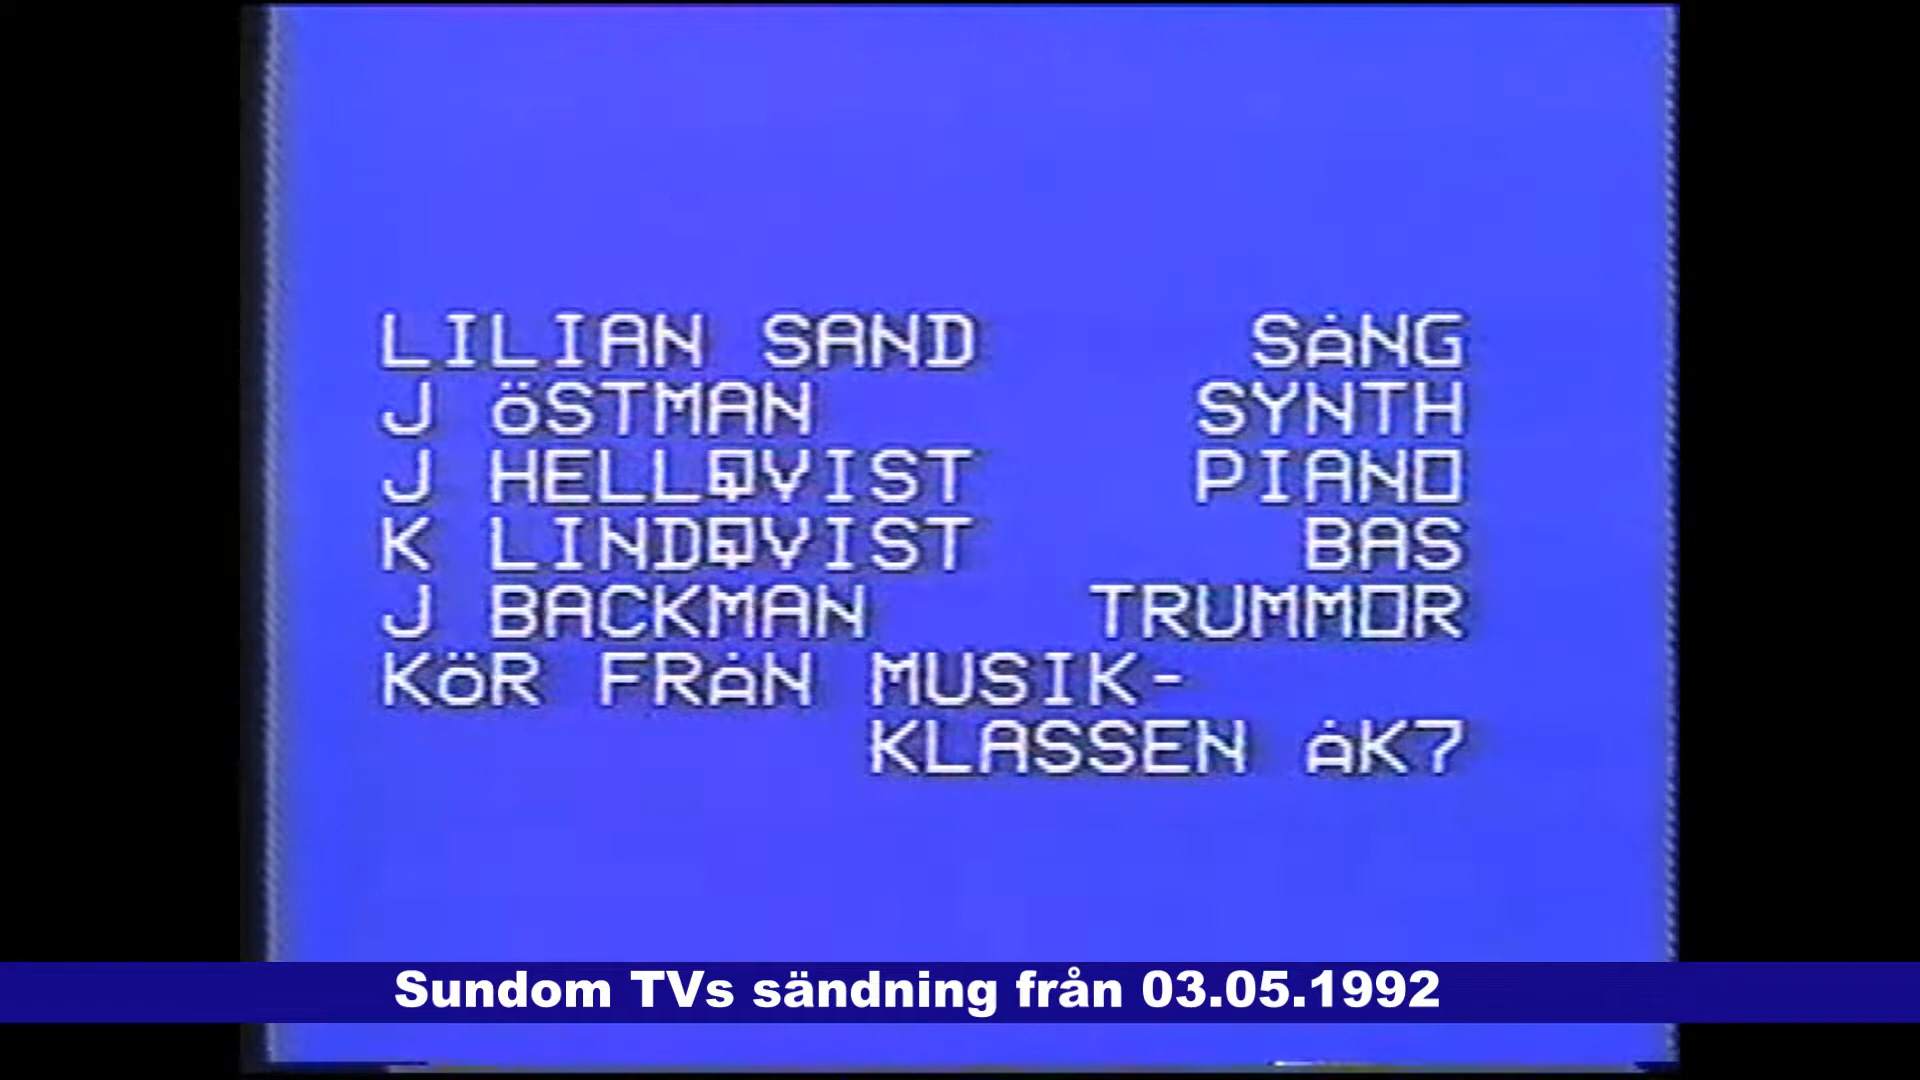 LILIAN SAND SÅNG
J ÖSTMAN SYNTH
J HELLQVIST PIANO
K LINDQVIST BAS
J BACKMAN TRUMMOR
KÖR FRÅN MUSIK-
KLASSEN ÅK7
Sundom TVs sändning från 03.05.1992